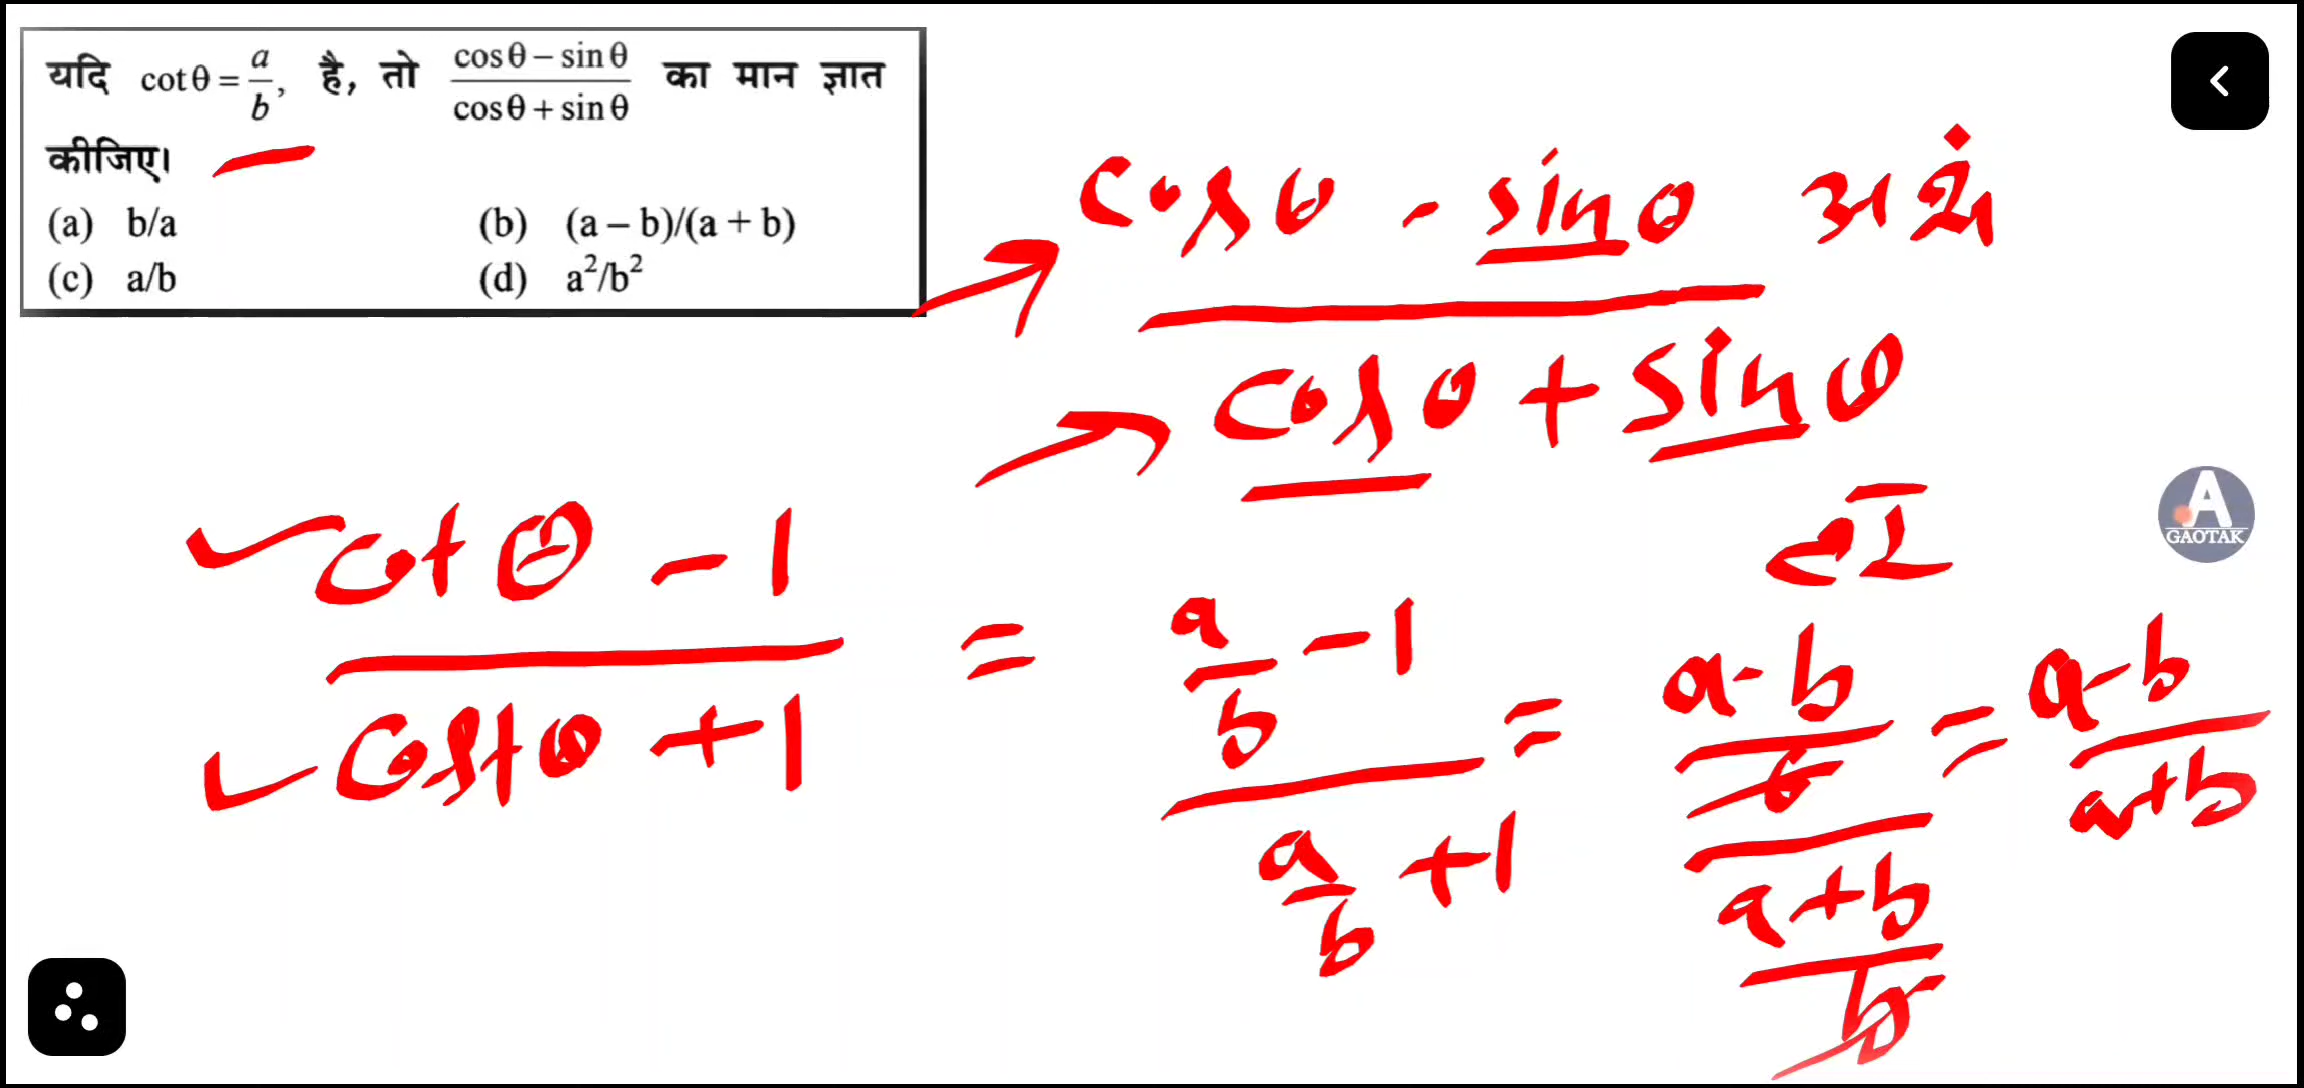 यदि cotθ = a/b, है, तो (cosθ – sinθ)/(cosθ + sinθ) का मान ज्ञात
कीजिए।
(a) b/a (b) (a – b)/(a + b)
(c) a/b (d) a²/b²
cosθ - sinθ अंश
cosθ + sinθ
cotθ - 1
cotθ + 1
= (a/b - 1)/(a/b + 1) = ((a-b)/b)/((a+b)/b) = (a-b)/(a+b)
A
GAOTAK